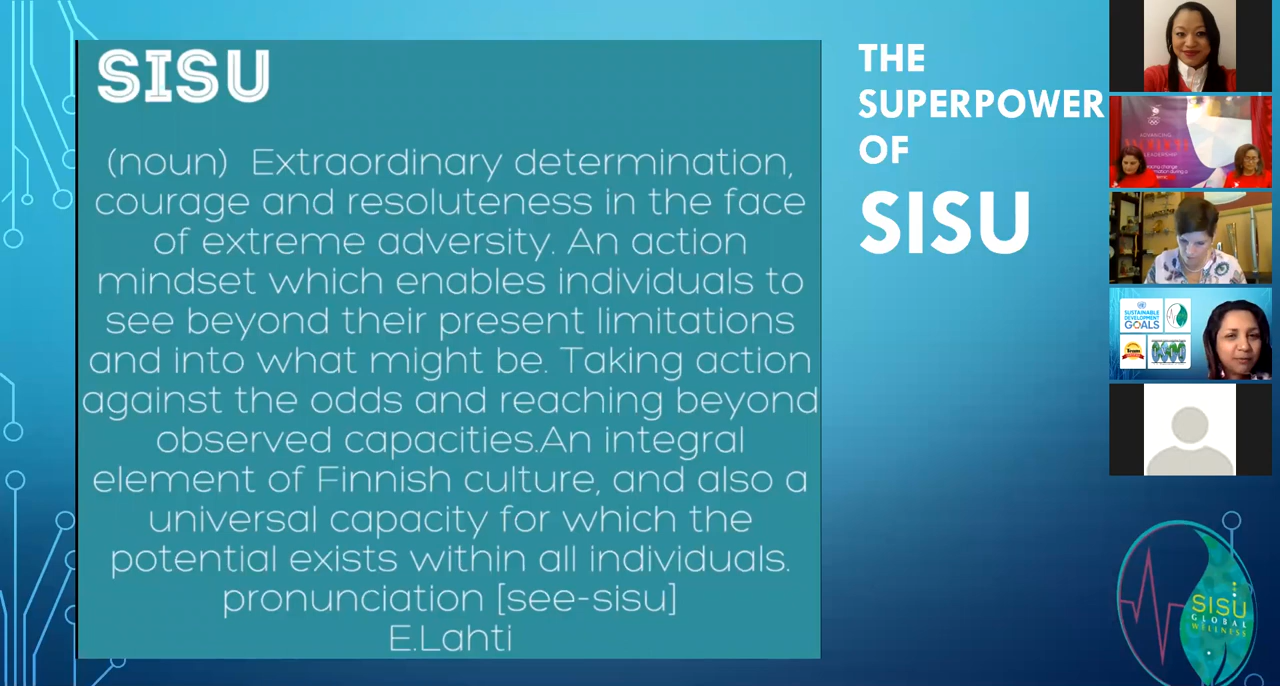 SISU
(noun) Extraordinary determination,
courage and resoluteness in the face
of extreme adversity. An action
mindset which enables individuals to
see beyond their present limitations
and into what might be. Taking action
against the odds and reaching beyond
observed capacities.An integral
element of Finnish culture, and also a
universal capacity for which the
potential exists within all individuals.
pronunciation [see-sisu]
E.Lahti
THE
SUPERPOWER
OF
SISU
ADVANCING
LEADERSHIP
SUSTAINABLE
DEVELOPMENT
GOALS
SISU
GLOBAL
WELLNESS